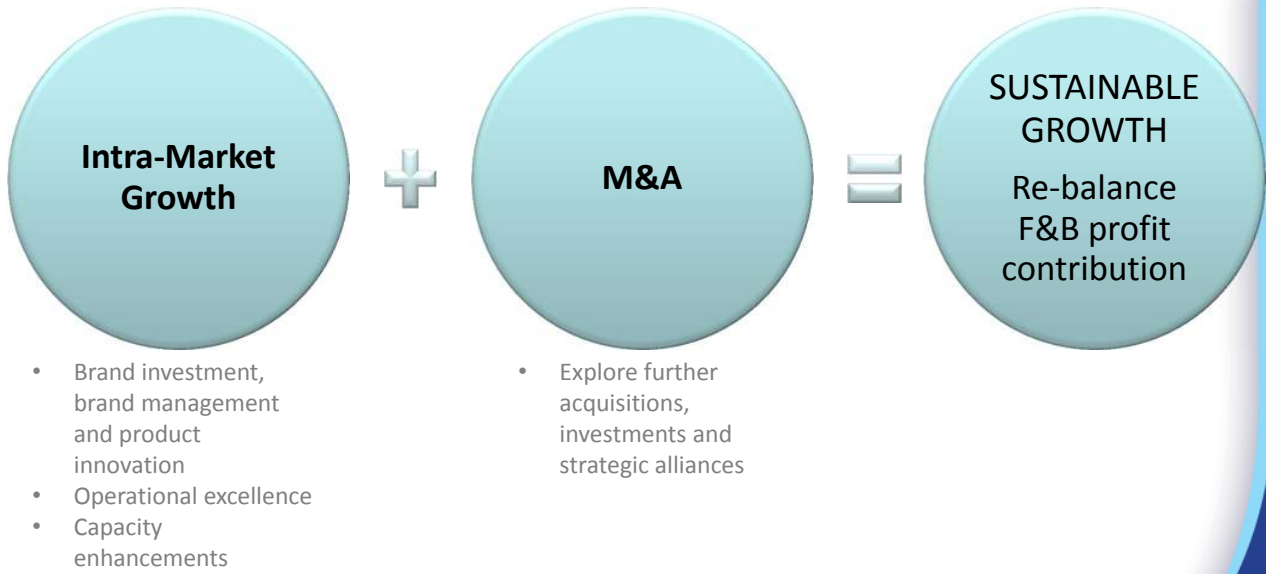 Intra-Market
Growth
M&A
SUSTAINABLE
GROWTH
Re-balance
F&B profit
contribution
• Brand investment,
brand management
and product
innovation
• Operational excellence
• Capacity
enhancements
• Explore further
acquisitions,
investments and
strategic alliances